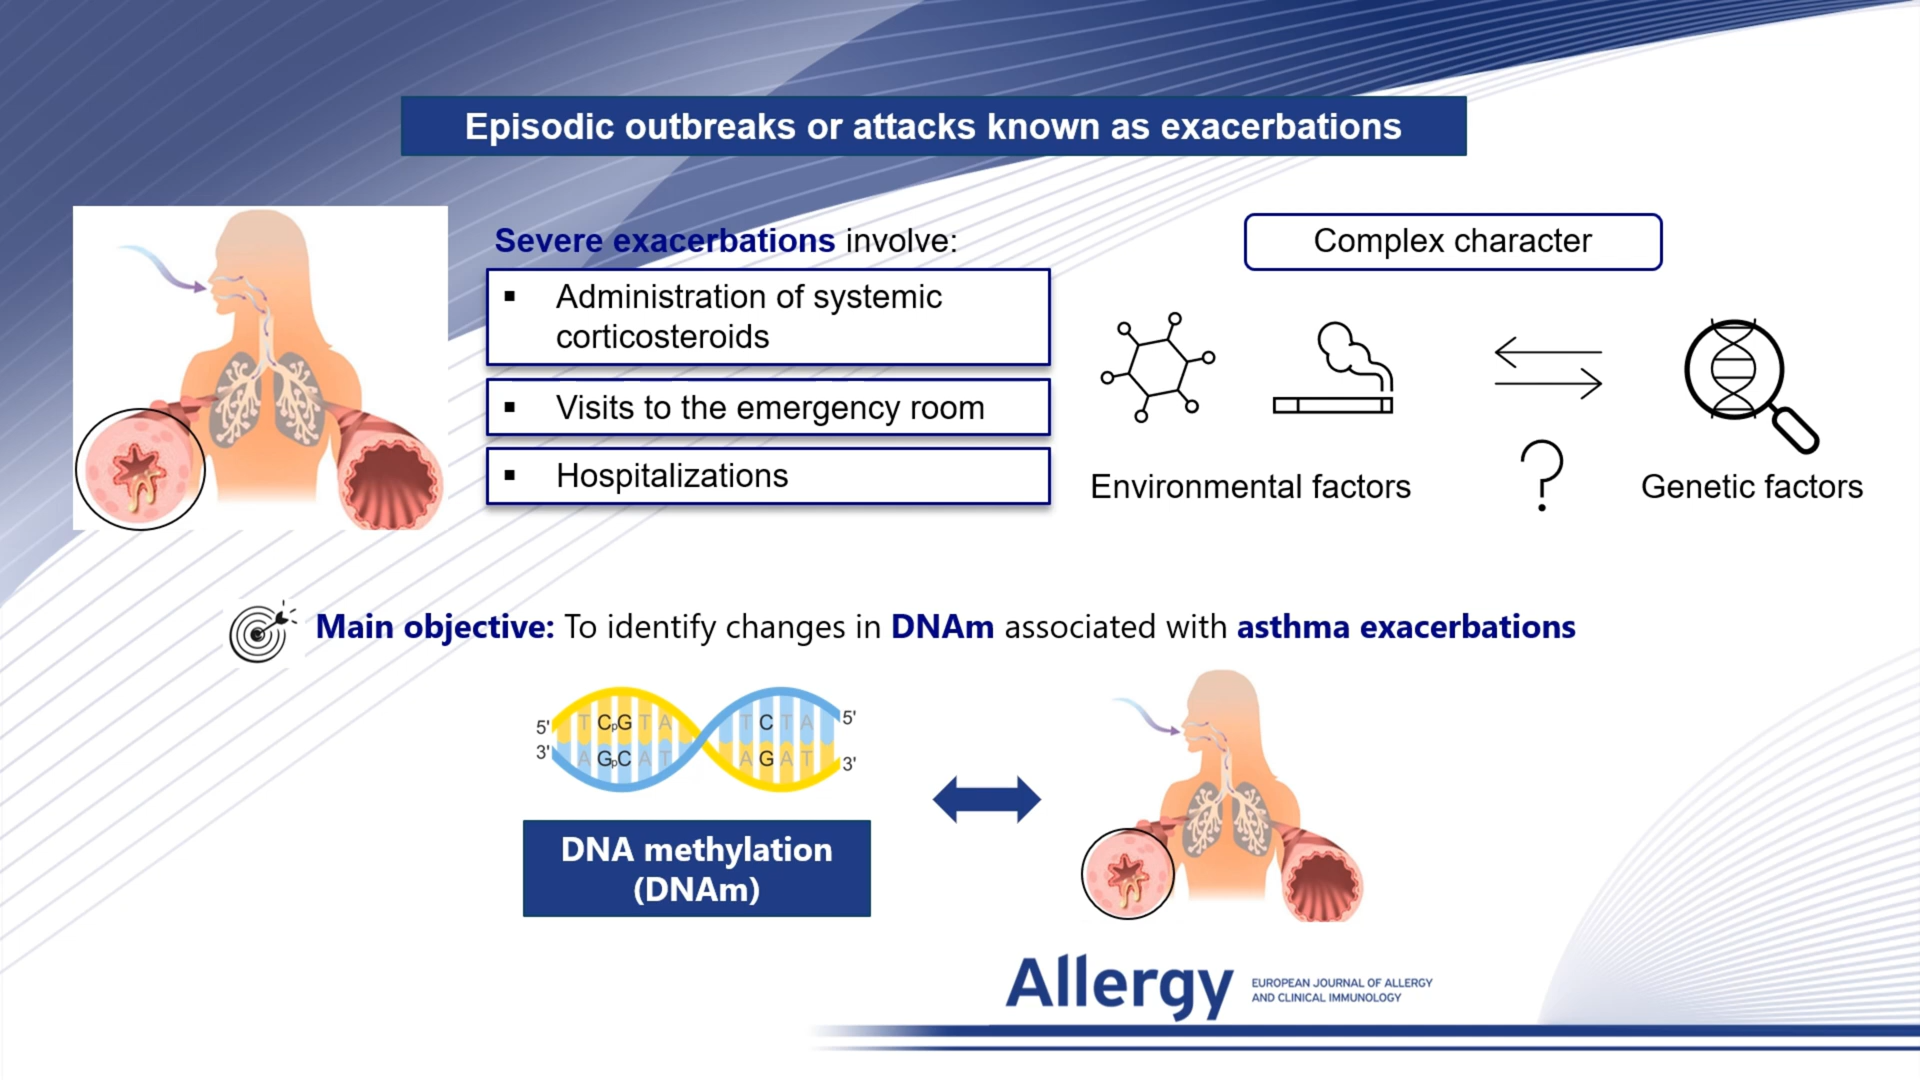 Episodic outbreaks or attacks known as exacerbations
Severe exacerbations involve:
▪ Administration of systemic
corticosteroids
▪ Visits to the emergency room
▪ Hospitalizations
Complex character
Environmental factors
?
Genetic factors
Main objective: To identify changes in DNAm associated with asthma exacerbations
5' T CpG T A T C T A 5'
3' A GpC A T A G A T 3'
DNA methylation
(DNAm)
Allergy
EUROPEAN JOURNAL OF ALLERGY
AND CLINICAL IMMUNOLOGY